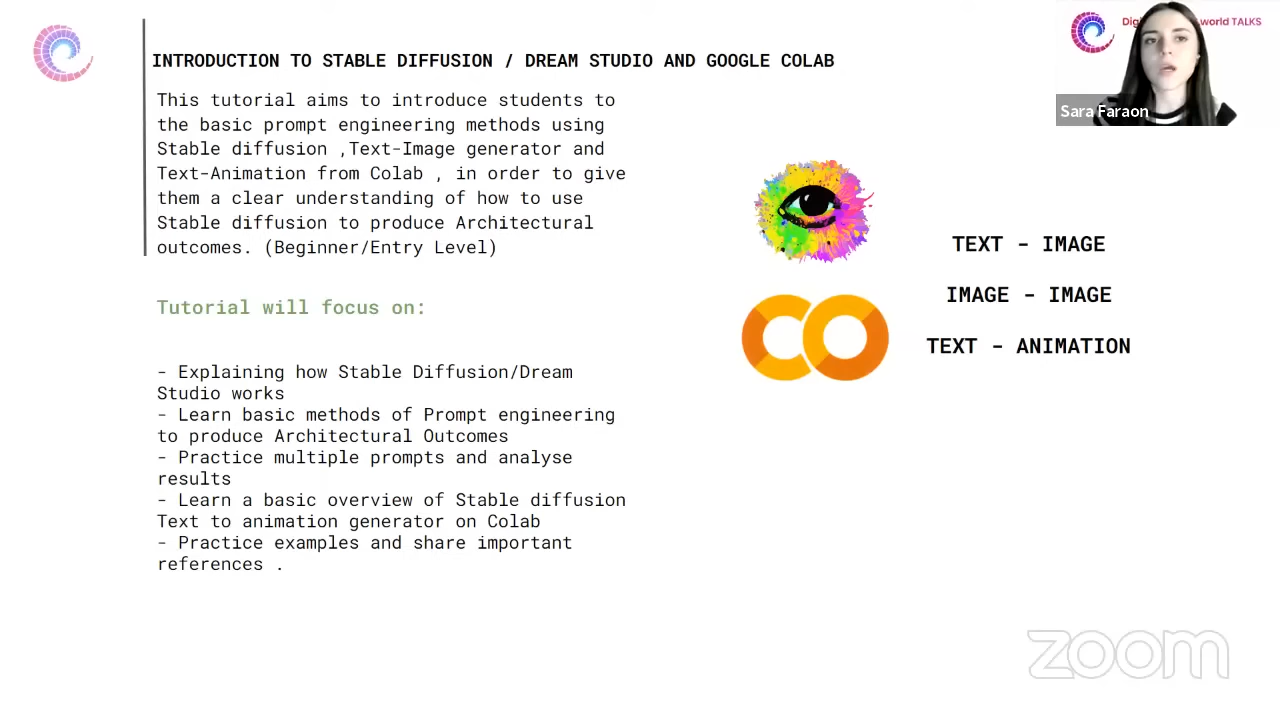 INTRODUCTION TO STABLE DIFFUSION / DREAM STUDIO AND GOOGLE COLAB
This tutorial aims to introduce students to
the basic prompt engineering methods using
Stable diffusion ,Text-Image generator and
Text-Animation from Colab , in order to give
them a clear understanding of how to use
Stable diffusion to produce Architectural
outcomes. (Beginner/Entry Level)
Tutorial will focus on:
- Explaining how Stable Diffusion/Dream
Studio works
- Learn basic methods of Prompt engineering
to produce Architectural Outcomes
- Practice multiple prompts and analyse
results
- Learn a basic overview of Stable diffusion
Text to animation generator on Colab
- Practice examples and share important
references .
TEXT - IMAGE
IMAGE - IMAGE
TEXT - ANIMATION
world TALKS
Sara Faraon
zoom